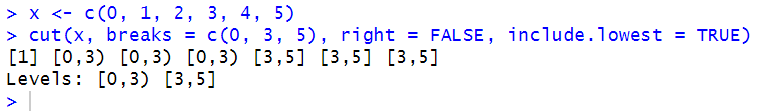 > x <- c(0, 1, 2, 3, 4, 5)
> cut(x, breaks = c(0, 3, 5), right = FALSE, include.lowest = TRUE)
[1] [0,3) [0,3) [0,3) [3,5] [3,5] [3,5]
Levels: [0,3) [3,5]
>